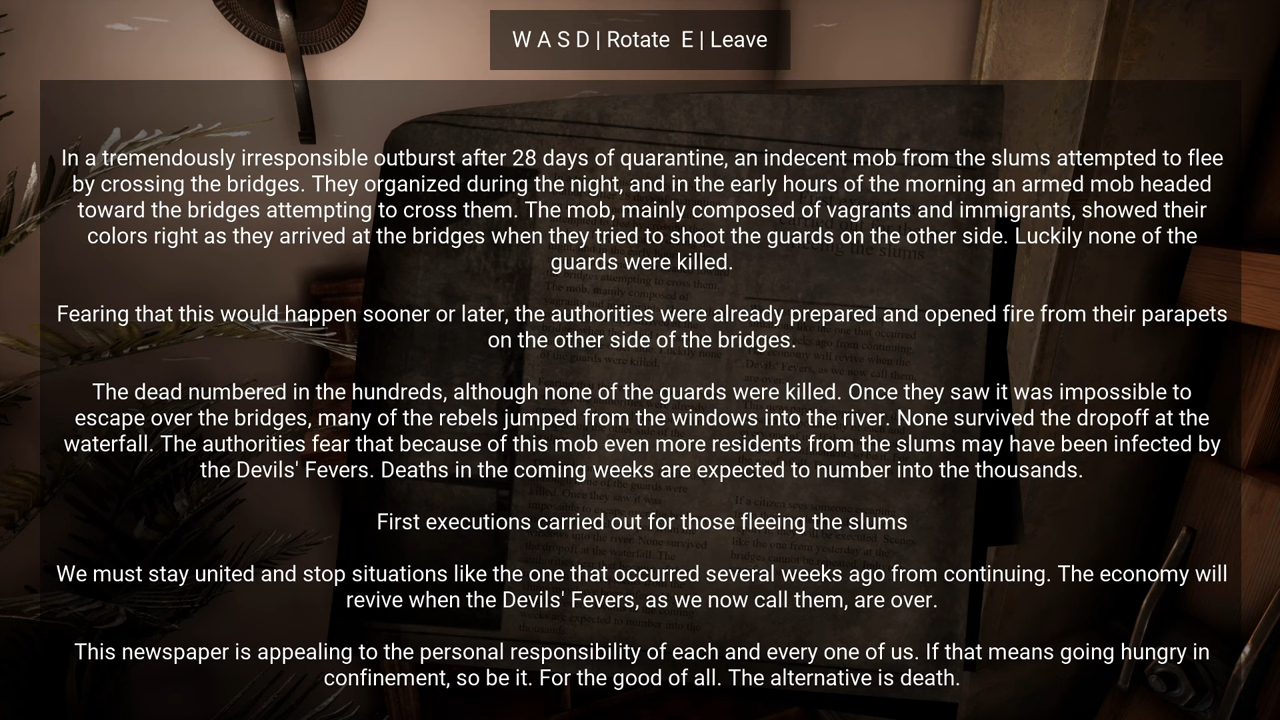 W A S D | Rotate E | Leave
In a tremendously irresponsible outburst after 28 days of quarantine, an indecent mob from the slums attempted to flee
by crossing the bridges. They organized during the night, and in the early hours of the morning an armed mob headed
toward the bridges attempting to cross them. The mob, mainly composed of vagrants and immigrants, showed their
colors right as they arrived at the bridges when they tried to shoot the guards on the other side. Luckily none of the
guards were killed.
Fearing that this would happen sooner or later, the authorities were already prepared and opened fire from their parapets
on the other side of the bridges.
The dead numbered in the hundreds, although none of the guards were killed. Once they saw it was impossible to
escape over the bridges, many of the rebels jumped from the windows into the river. None survived the dropoff at the
waterfall. The authorities fear that because of this mob even more residents from the slums may have been infected by
the Devils' Fevers. Deaths in the coming weeks are expected to number into the thousands.
First executions carried out for those fleeing the slums
We must stay united and stop situations like the one that occurred several weeks ago from continuing. The economy will
revive when the Devils' Fevers, as we now call them, are over.
This newspaper is appealing to the personal responsibility of each and every one of us. If that means going hungry in
confinement, so be it. For the good of all. The alternative is death.